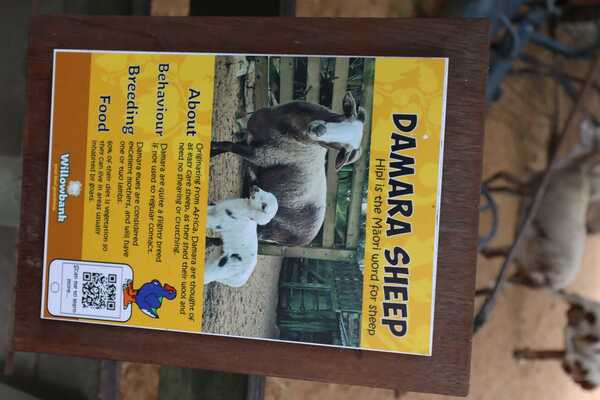 DAMARA SHEEP
Hipi is the Māori word for sheep
About
Originating from Africa, Damara are thought of
as easy care sheep, as they shed their wool and
need no shearing or crutching.
Behaviour
Damara are quite a flighty breed
if not used to regular contact.
Breeding
Damara ewes are considered
excellent mothers, and will have
one or two lambs.
Food
60% of their diet is vegetation so
they can live in areas usually
inhabited by goats.
Scan me to learn
more...
Willowbank